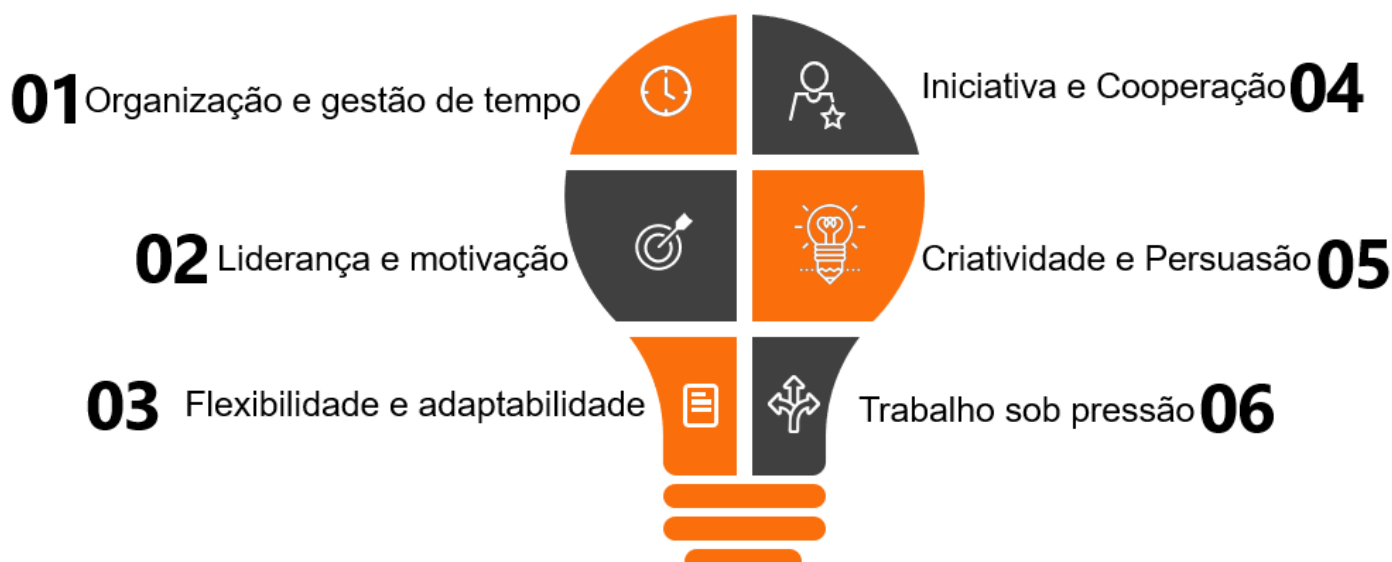 01 Organização e gestão de tempo
02 Liderança e motivação
03 Flexibilidade e adaptabilidade
Iniciativa e Cooperação 04
Criatividade e Persuasão 05
Trabalho sob pressão 06